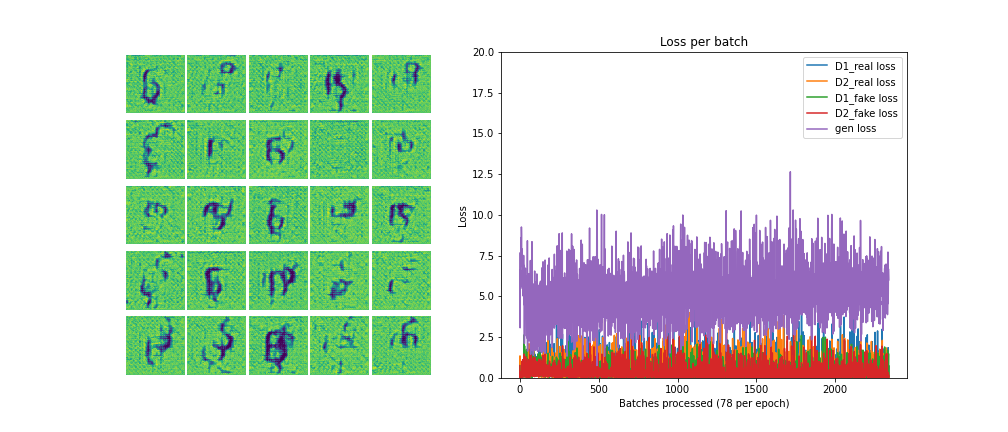 Loss per batch
20.0
17.5
15.0
12.5
10.0
7.5
5.0
2.5
0.0
Loss
D1_real loss
D2_real loss
D1_fake loss
D2_fake loss
gen loss
0 500 1000 1500 2000
Batches processed (78 per epoch)